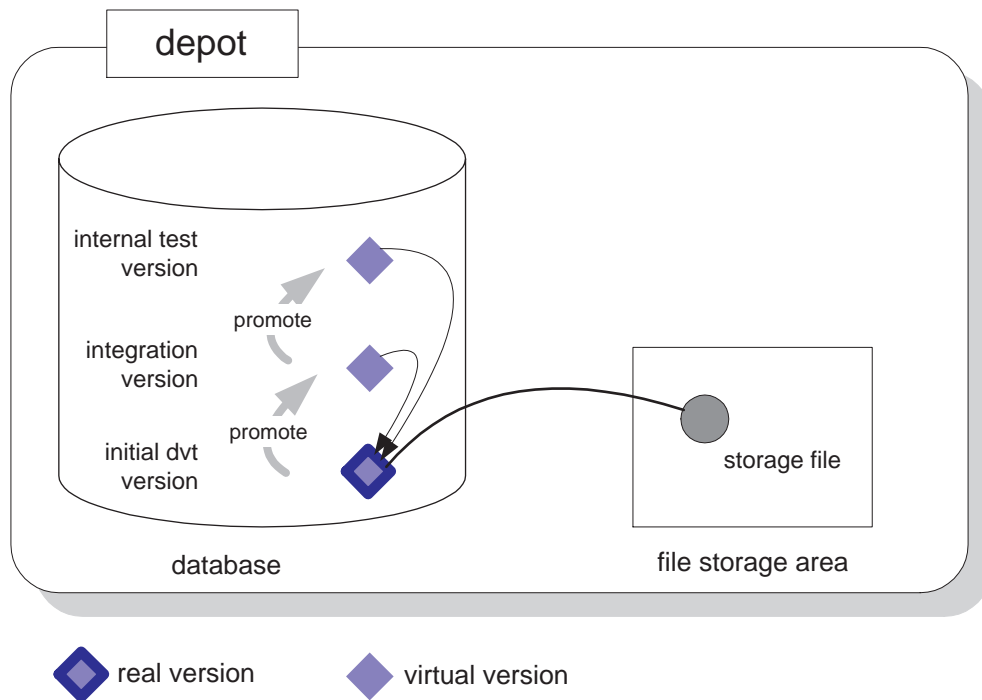 depot
internal test
version
promote
integration
version
promote
initial dvt
version
storage file
database
file storage area
real version
virtual version